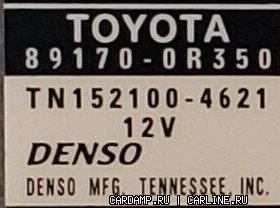 TOYOTA
89170-0R350
TN152100-4621
12V
DENSO
DENSO MFG. TENNESSEE, INC.
CARDAMP.RU | CARLINE.RU